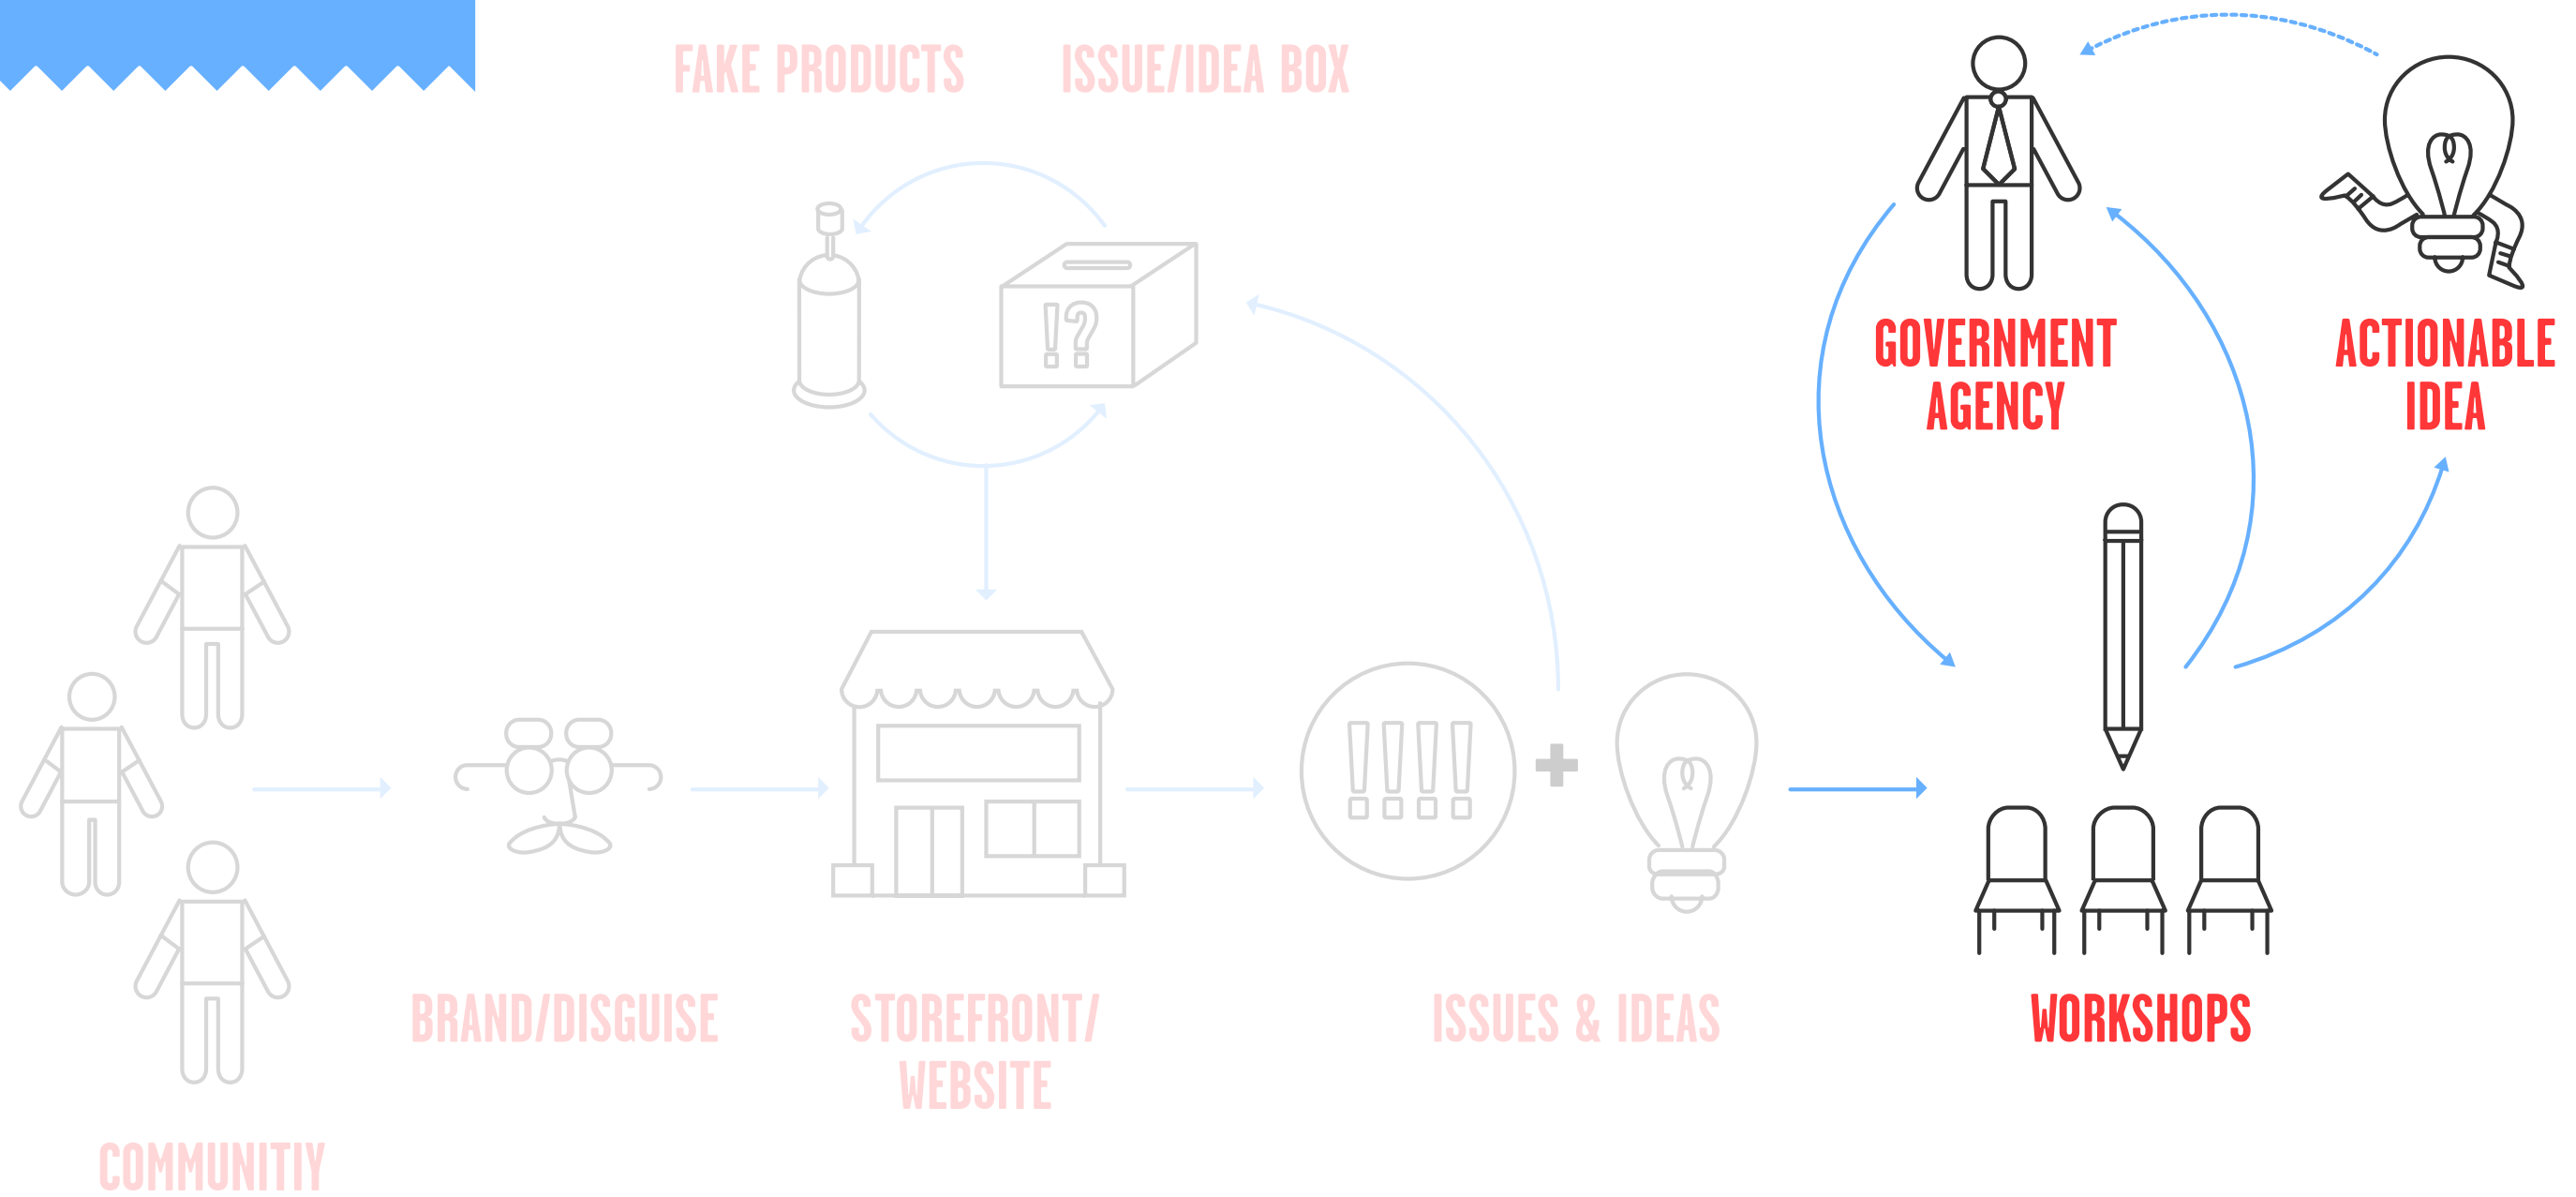 FAKE PRODUCTS
ISSUE/IDEA BOX
!?
GOVERNMENT
AGENCY
ACTIONABLE
IDEA
!!!!
BRAND/DISGUISE
STOREFRONT/
WEBSITE
ISSUES & IDEAS
WORKSHOPS
COMMUNITIY